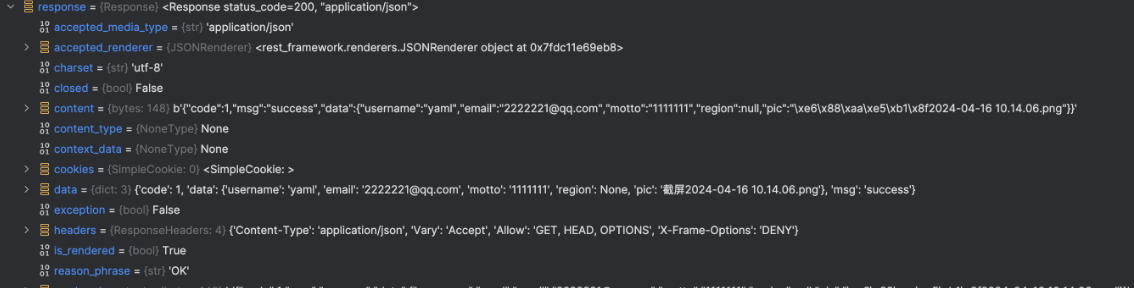 response = {Response} <Response status_code=200, "application/json">
accepted_media_type = {str} 'application/json'
accepted_renderer = {JSONRenderer} <rest_framework.renderers.JSONRenderer object at 0x7fdc11e69eb8>
charset = {str} 'utf-8'
closed = {bool} False
content = {bytes: 148} b'{"code":1,"msg":"success","data":{"username":"yaml","email":"2222221@qq.com","motto":"1111111","region":null,"pic":"\xe6\x88\xaa\xe5\xb1\x8f2024-04-16 10.14.06.png"}}'
content_type = {NoneType} None
context_data = {NoneType} None
cookies = {SimpleCookie: 0} <SimpleCookie: >
data = {dict: 3} {'code': 1, 'data': {'username': 'yaml', 'email': '2222221@qq.com', 'motto': '1111111', 'region': None, 'pic': '截屏2024-04-16 10.14.06.png'}, 'msg': 'success'}
exception = {bool} False
headers = {ResponseHeaders: 4} {'Content-Type': 'application/json', 'Vary': 'Accept', 'Allow': 'GET, HEAD, OPTIONS', 'X-Frame-Options': 'DENY'}
is_rendered = {bool} True
reason_phrase = {str} 'OK'